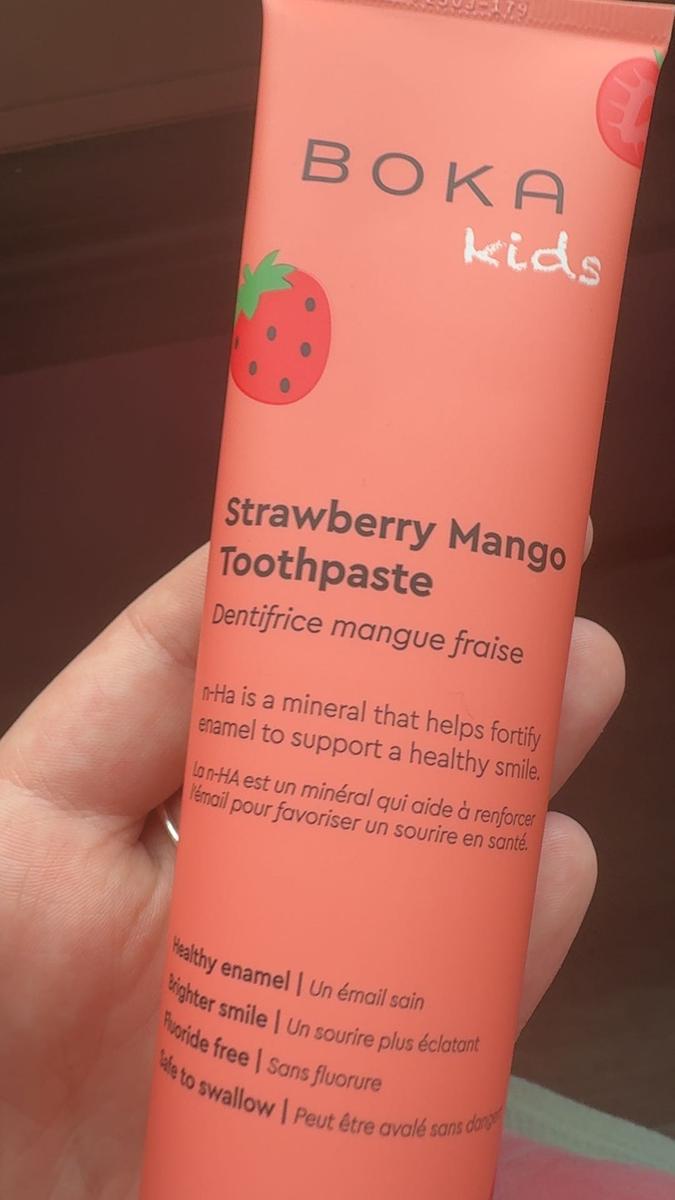 BOKA
kids
Strawberry Mango
Toothpaste
Dentifrice mangue fraise
n-Ha is a mineral that helps fortify
enamel to support a healthy smile.
La n-HA est un minéral qui aide à renforcer
l'émail pour favoriser un sourire en santé.
Healthy enamel | Un émail sain
Brighter smile | Un sourire plus éclatant
Fluoride free | Sans fluorure
Safe to swallow | Peut être avalé sans danger